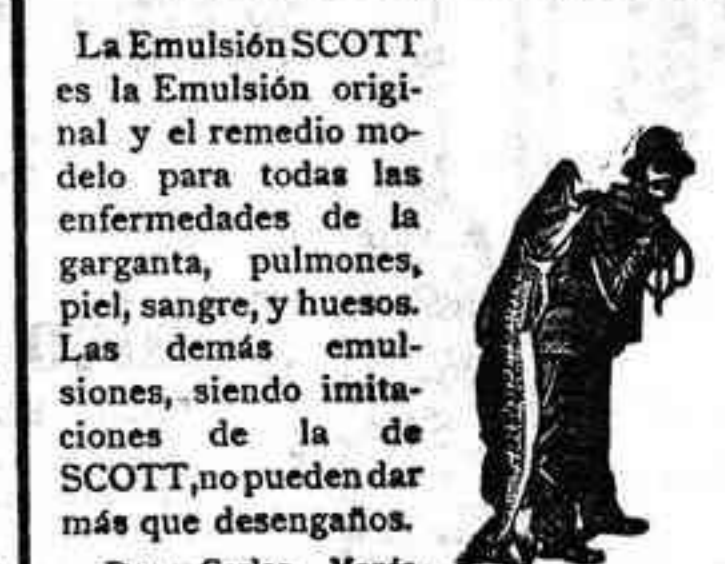 La Emulsión SCOTT
es la Emulsión origi-
nal y el remedio mo-
delo para todas las
enfermedades de la
garganta, pulmones,
piel, sangre, y huesos.
Las demás emul-
siones, siendo imita-
ciones de la de
SCOTT, no pueden dar
más que desengaños.